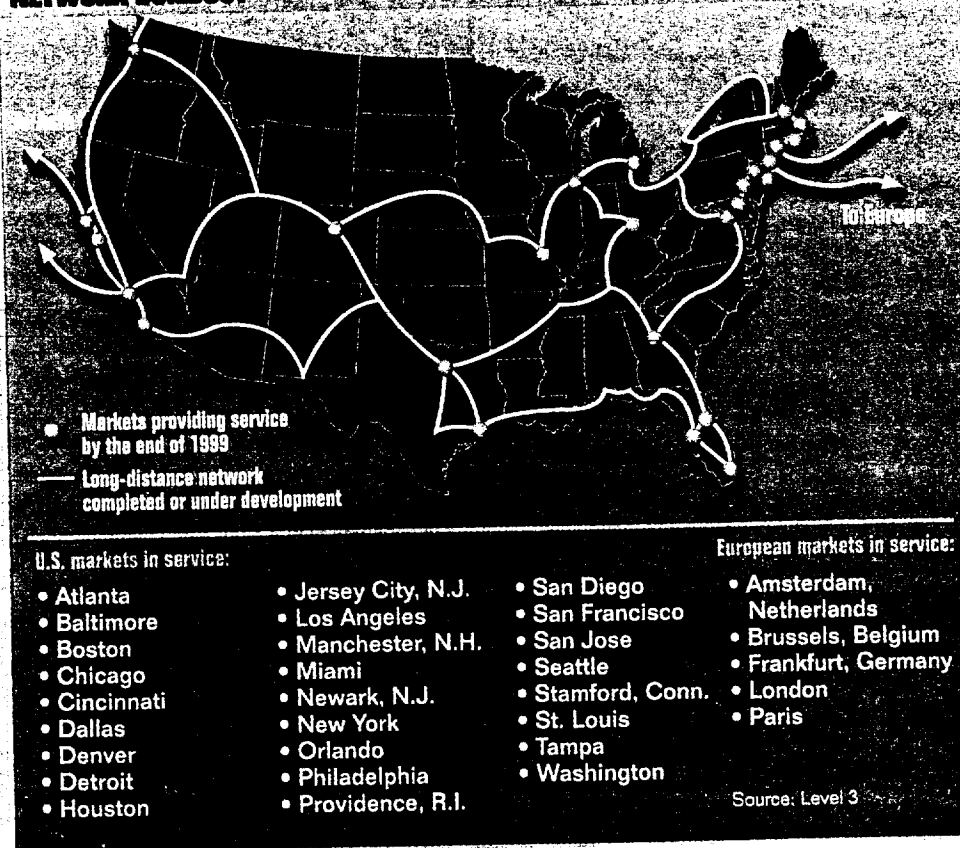 To Europe
Markets providing service
by the end of 1999
Long-distance network
completed or under development
U.S. markets in service:
• Atlanta
• Baltimore
• Boston
• Chicago
• Cincinnati
• Dallas
• Denver
• Detroit
• Houston
• Jersey City, N.J.
• Los Angeles
• Manchester, N.H.
• Miami
• Newark, N.J.
• New York
• Orlando
• Philadelphia
• Providence, R.I.
• San Diego
• San Francisco
• San Jose
• Seattle
• Stamford, Conn.
• St. Louis
• Tampa
• Washington
European markets in service:
• Amsterdam,
Netherlands
• Brussels, Belgium
• Frankfurt, Germany
• London
• Paris
Source: Level 3